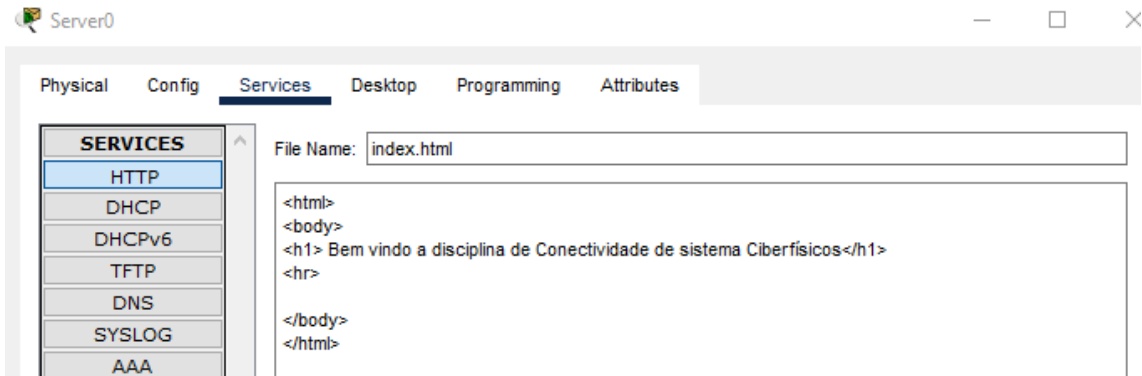 Server0
Physical Config Services Desktop Programming Attributes
SERVICES
HTTP
DHCP
DHCPv6
TFTP
DNS
SYSLOG
AAA
File Name: index.html
<html>
<body>
<h1> Bem vindo a disciplina de Conectividade de sistema Ciberfísicos</h1>
<hr>
</body>
</html>